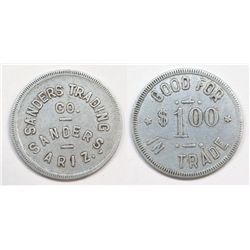 SANDERS TRADING
CO.
SANDERS
ARIZ.
GOOD FOR
$1.00
IN TRADE